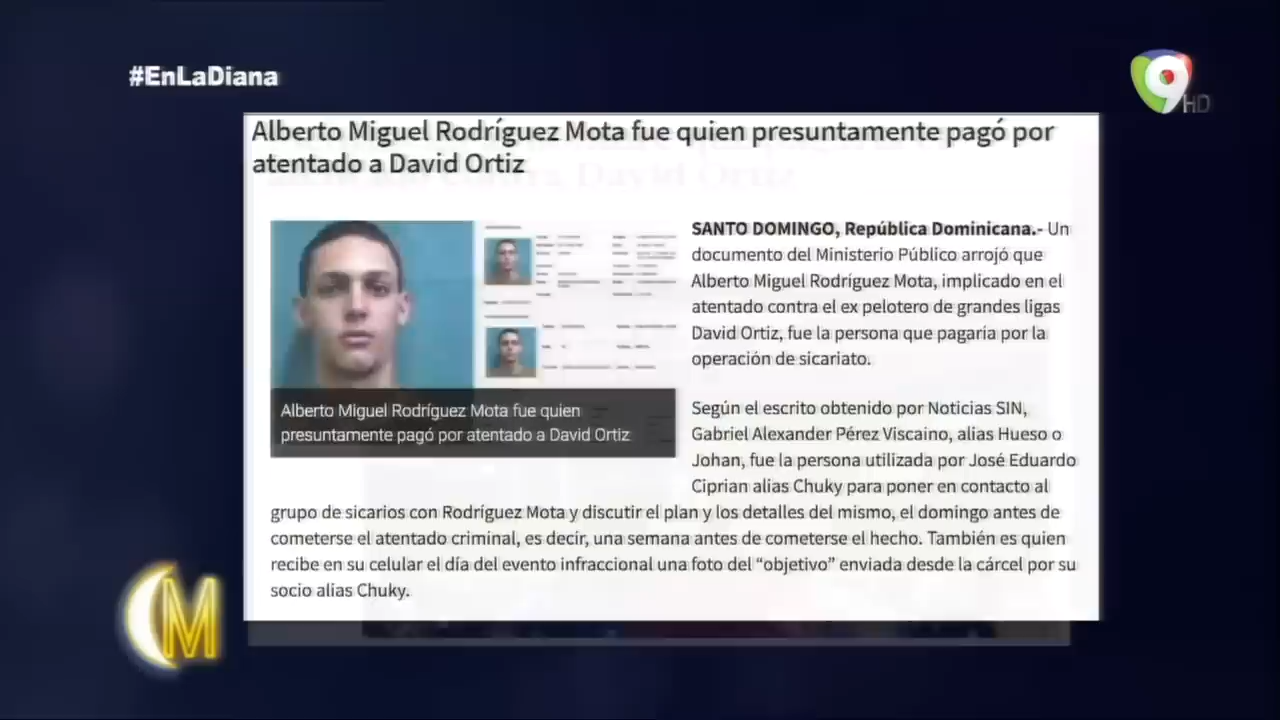 #EnLaDiana
9
HD
Alberto Miguel Rodríguez Mota fue quien presuntamente pagó por
atentado a David Ortiz
Alberto Miguel Rodríguez Mota fue quien
presuntamente pagó por atentado a David Ortiz
SANTO DOMINGO, República Dominicana.- Un
documento del Ministerio Público arrojó que
Alberto Miguel Rodríguez Mota, implicado en el
atentado contra el ex pelotero de grandes ligas
David Ortiz, fue la persona que pagaría por la
operación de sicariato.
Según el escrito obtenido por Noticias SIN,
Gabriel Alexander Pérez Viscaino, alias Hueso o
Johan, fue la persona utilizada por José Eduardo
Ciprian alias Chuky para poner en contacto al
grupo de sicarios con Rodríguez Mota y discutir el plan y los detalles del mismo, el domingo antes de
cometerse el atentado criminal, es decir, una semana antes de cometerse el hecho. También es quien
recibe en su celular el día del evento infraccional una foto del “objetivo” enviada desde la cárcel por su
socio alías Chuky.
M